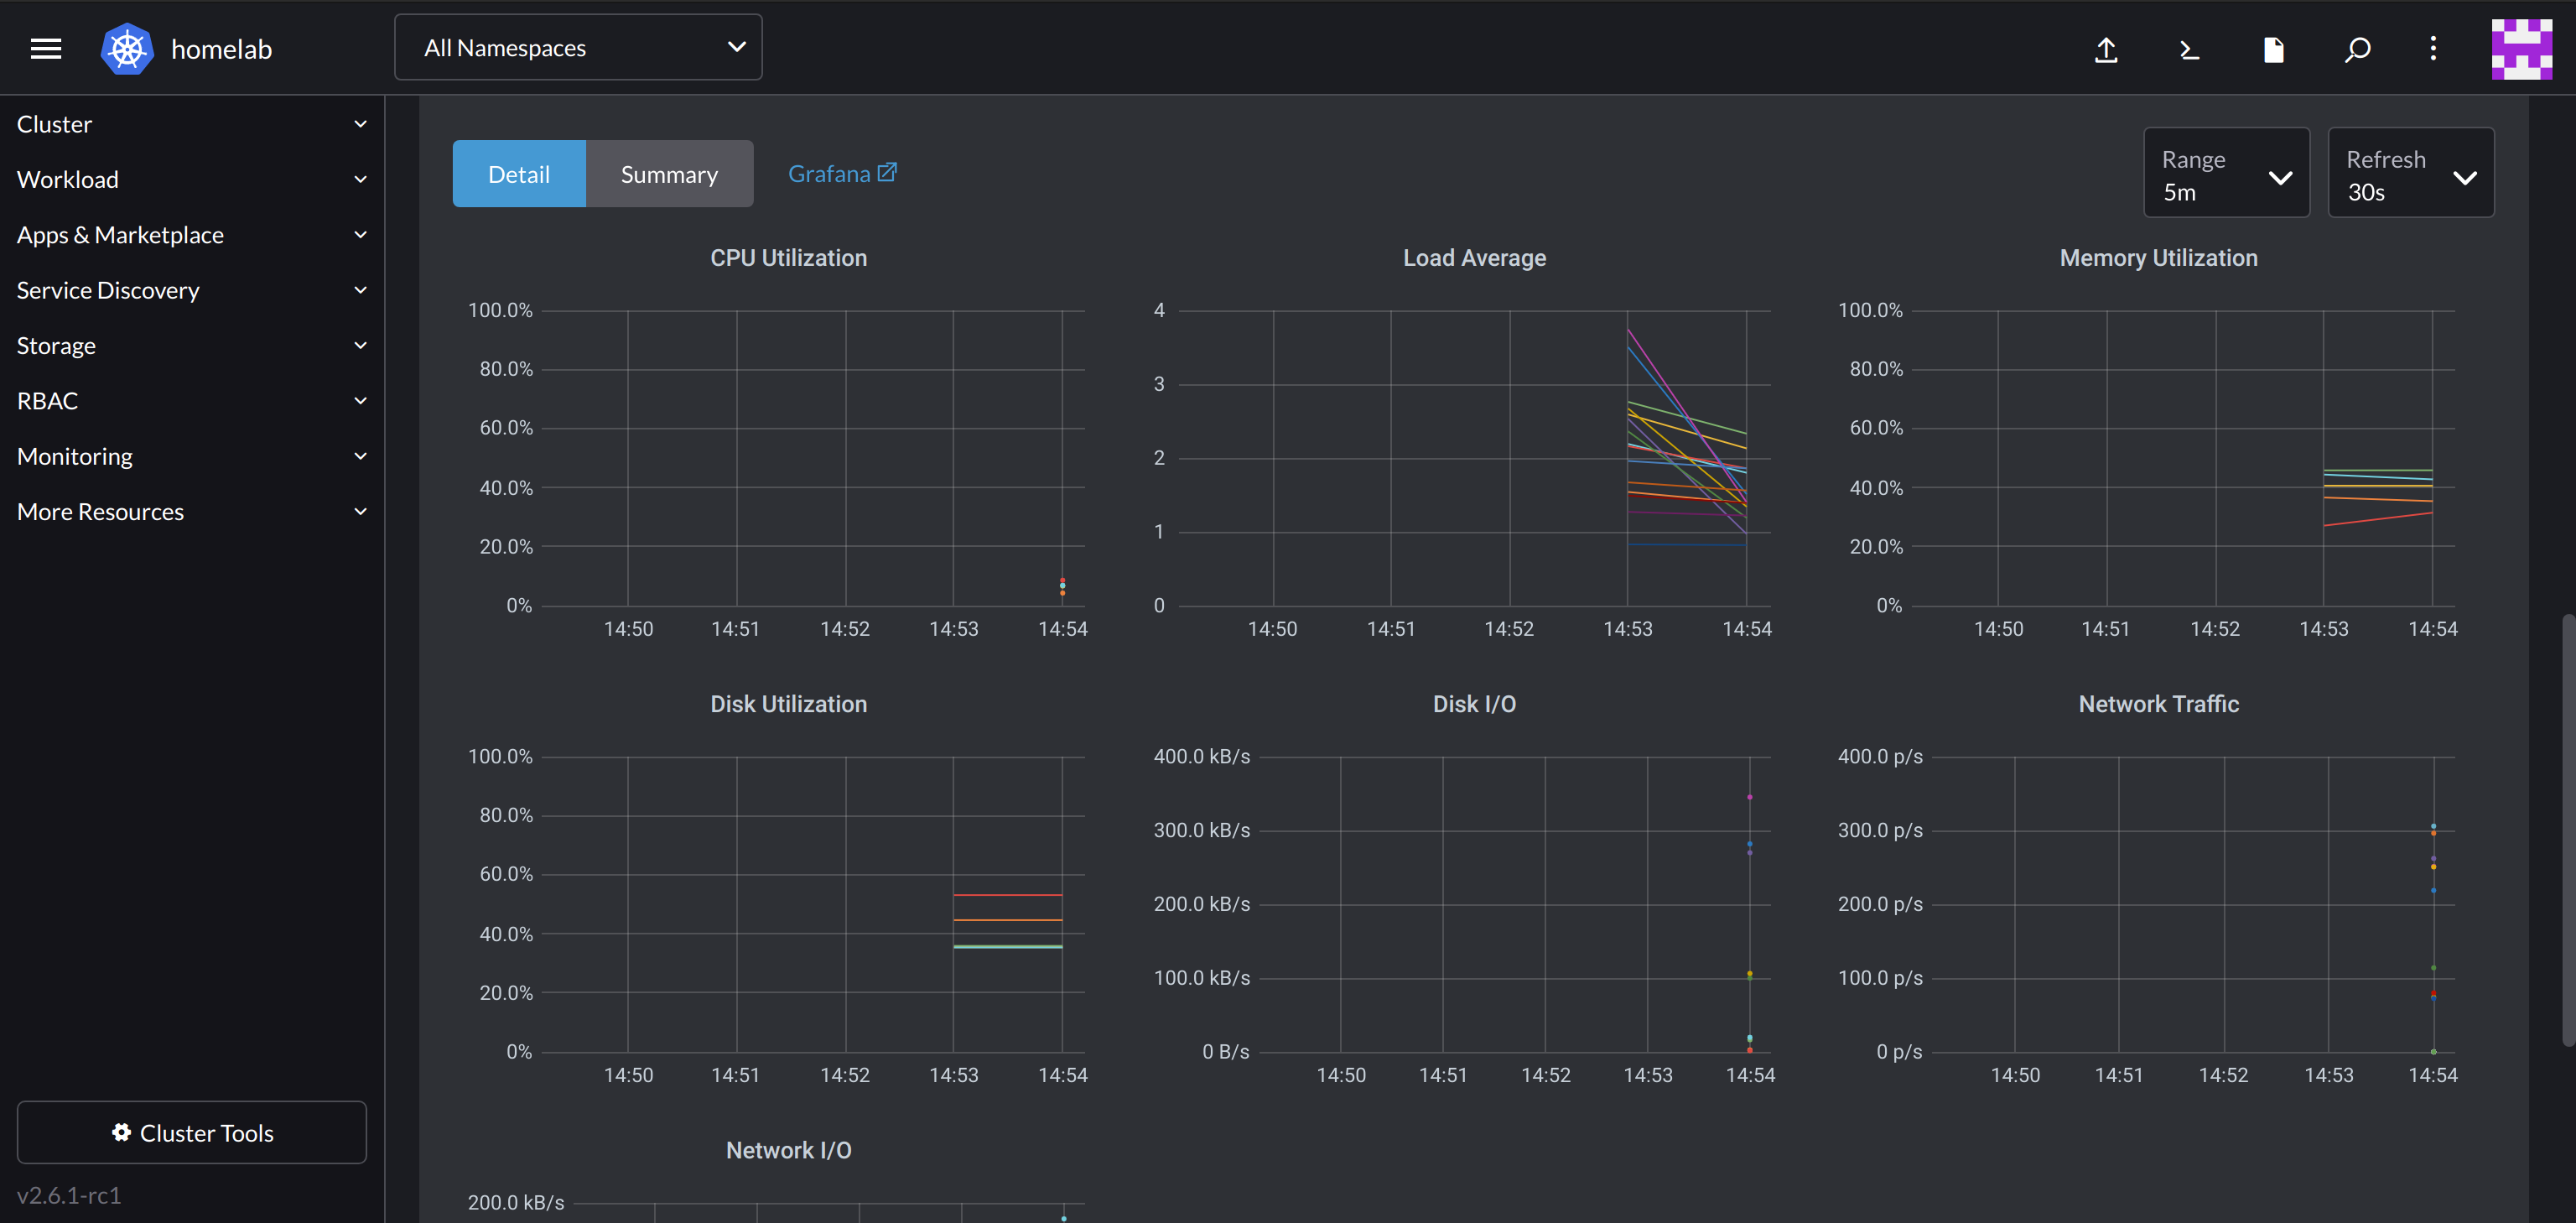 homelab
All Namespaces
Cluster
Workload
Apps & Marketplace
Service Discovery
Storage
RBAC
Monitoring
More Resources
Cluster Tools
v2.6.1-rc1
Detail
Summary
Grafana
Range
5m
Refresh
30s
CPU Utilization
100.0%
80.0%
60.0%
40.0%
20.0%
0%
14:50 14:51 14:52 14:53 14:54
Load Average
4
3
2
1
0
14:50 14:51 14:52 14:53 14:54
Memory Utilization
100.0%
80.0%
60.0%
40.0%
20.0%
0%
14:50 14:51 14:52 14:53 14:54
Disk Utilization
100.0%
80.0%
60.0%
40.0%
20.0%
0%
14:50 14:51 14:52 14:53 14:54
Disk I/O
400.0 kB/s
300.0 kB/s
200.0 kB/s
100.0 kB/s
0 B/s
14:50 14:51 14:52 14:53 14:54
Network Traffic
400.0 p/s
300.0 p/s
200.0 p/s
100.0 p/s
0 p/s
14:50 14:51 14:52 14:53 14:54
Network I/O
200.0 kB/s